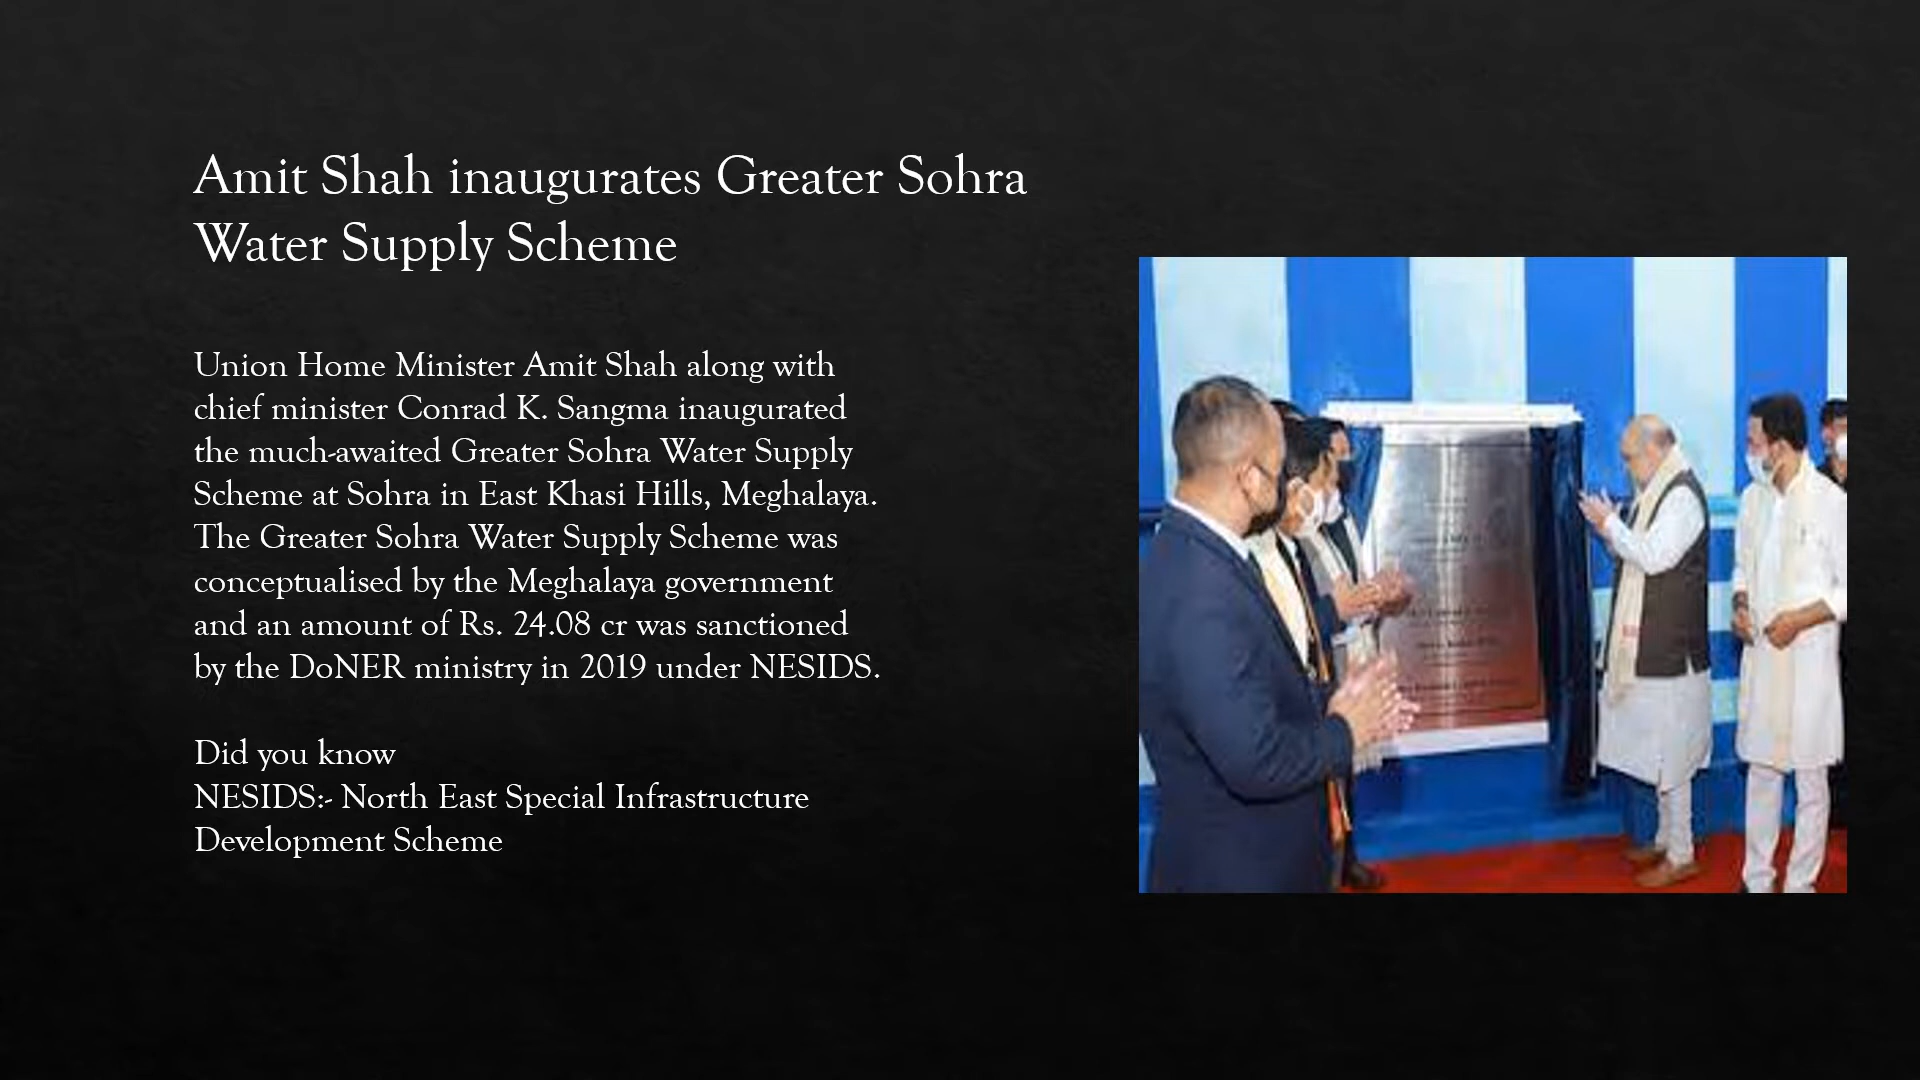 Amit Shah inaugurates Greater Sohra
Water Supply Scheme
Union Home Minister Amit Shah along with
chief minister Conrad K. Sangma inaugurated
the much-awaited Greater Sohra Water Supply
Scheme at Sohra in East Khasi Hills, Meghalaya.
The Greater Sohra Water Supply Scheme was
conceptualised by the Meghalaya government
and an amount of Rs. 24.08 cr was sanctioned
by the DoNER ministry in 2019 under NESIDS.
Did you know
NESIDS:- North East Special Infrastructure
Development Scheme